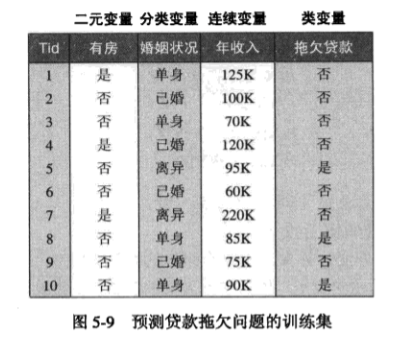 二元变量 分类变量 连续变量 类变量
Tid 有房 婚姻状况 年收入 拖欠贷款
1 是 单身 125K 否
2 否 已婚 100K 否
3 否 单身 70K 否
4 是 已婚 120K 否
5 否 离异 95K 是
6 否 已婚 60K 否
7 是 离异 220K 否
8 否 单身 85K 是
9 否 已婚 75K 否
10 否 单身 90K 是
图 5-9 预测贷款拖欠问题的训练集